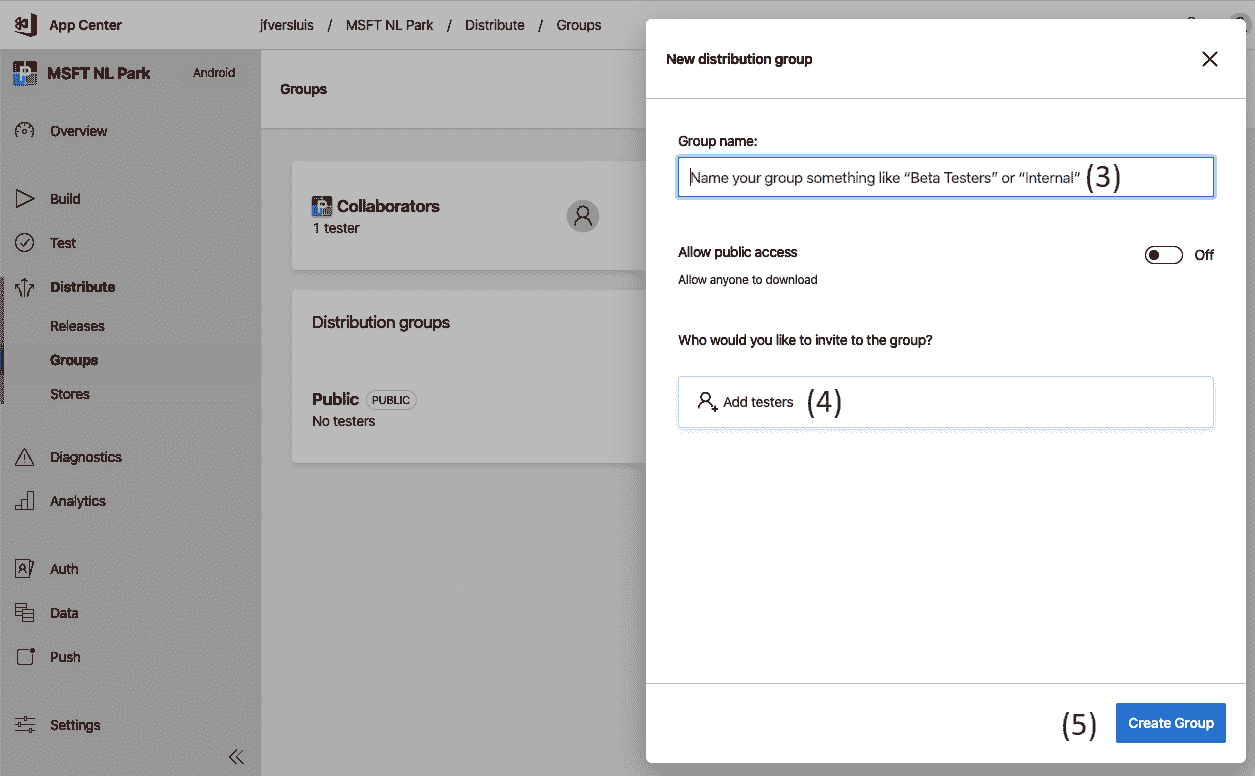 App Center
jfversluis / MSFT NL Park / Distribute / Groups
MSFT NL Park Android
Overview
Build
Test
Distribute
Releases
Groups
Stores
Diagnostics
Analytics
Auth
Data
Push
Settings
Groups
Collaborators
1 tester
Distribution groups
Public PUBLIC
No testers
New distribution group
Group name:
Name your group something like “Beta Testers” or “Internal” (3)
Allow public access
Off
Allow anyone to download
Who would you like to invite to the group?
Add testers (4)
(5) Create Group